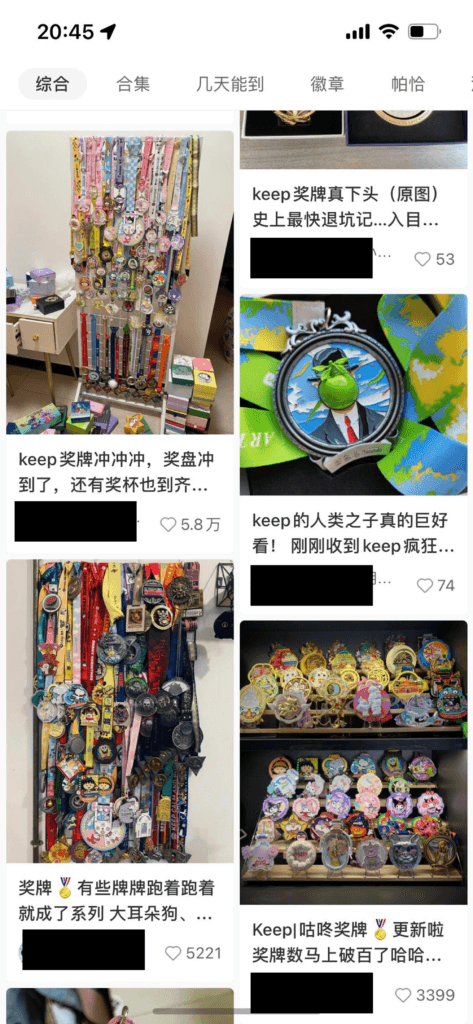 20:45
综合
合集
几天能到
徽章
帕恰
keep奖牌冲冲冲，奖盘冲
到了，还有奖杯也到齐...
5.8万
奖牌🏅有些牌牌跑着跑着
就成了系列 大耳朵狗、...
5221
keep奖牌真下头（原图）
史上最快退坑记...入目...
53
keep的人类之子真的巨好
看！ 刚刚收到keep疯狂...
74
Keep|咕咚奖牌🏅更新啦
奖牌数马上破百了哈哈...
3399